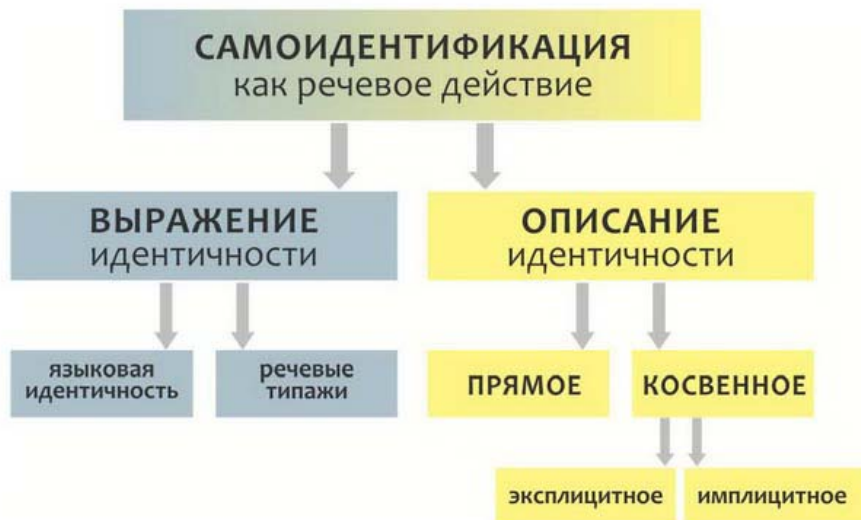 САМОИДЕНТИФИКАЦИЯ
как речевое действие
ВЫРАЖЕНИЕ
идентичности
ОПИСАНИЕ
идентичности
языковая
идентичность
речевые
типажи
ПРЯМОЕ
КОСВЕННОЕ
эксплицитное
имплицитное